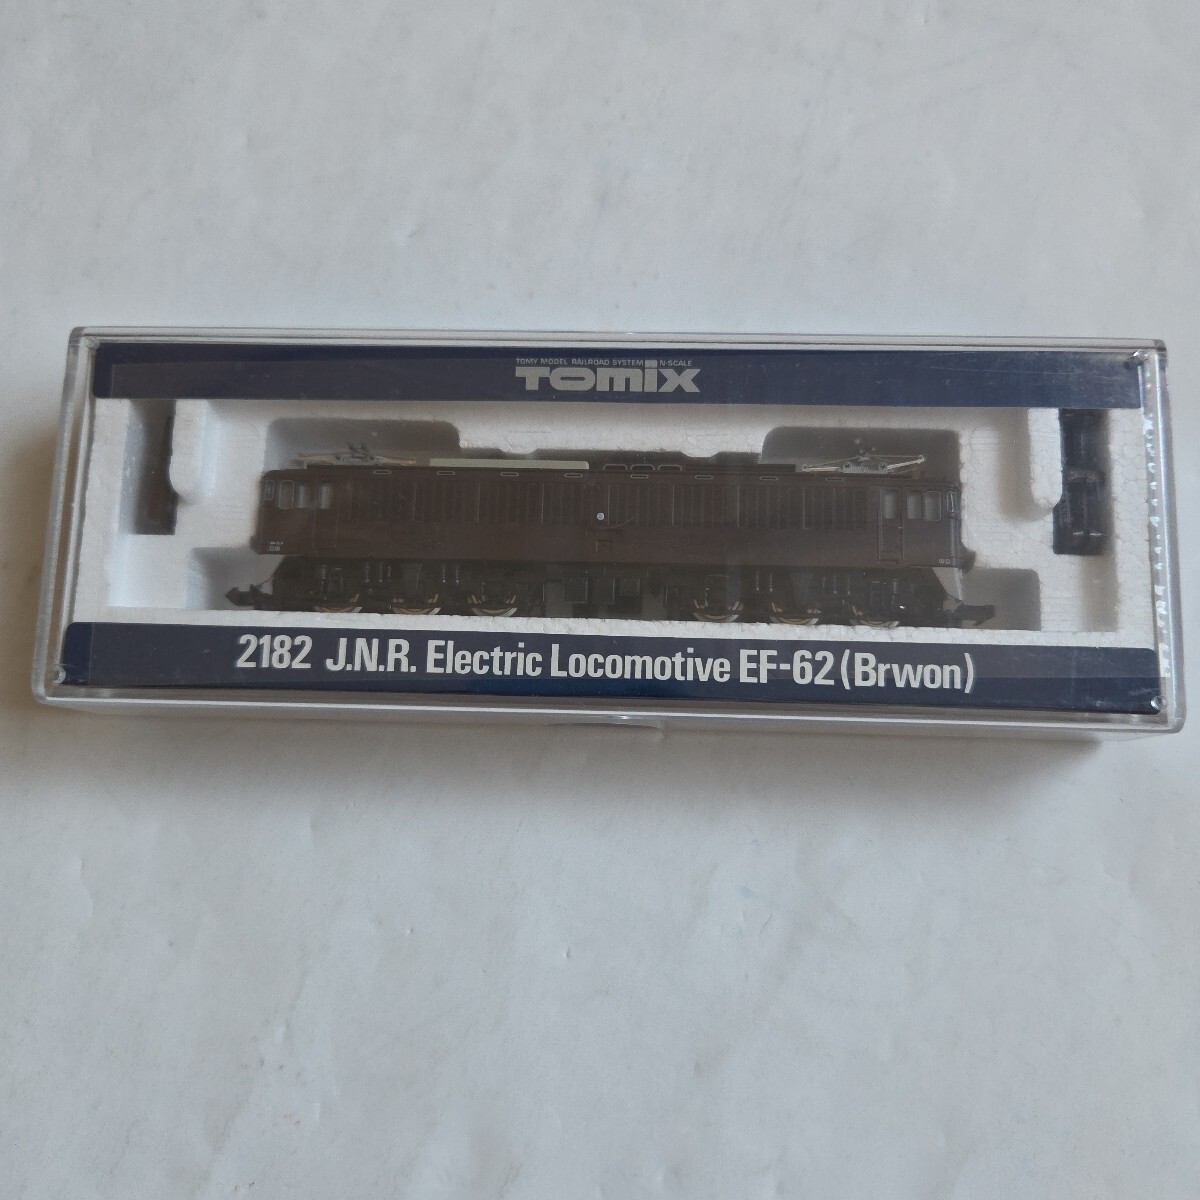 TOMY MODEL RAILROAD SYSTEM N-SCALE
TOMIX
2182 J.N.R. Electric Locomotive EF-62 (Brwon)